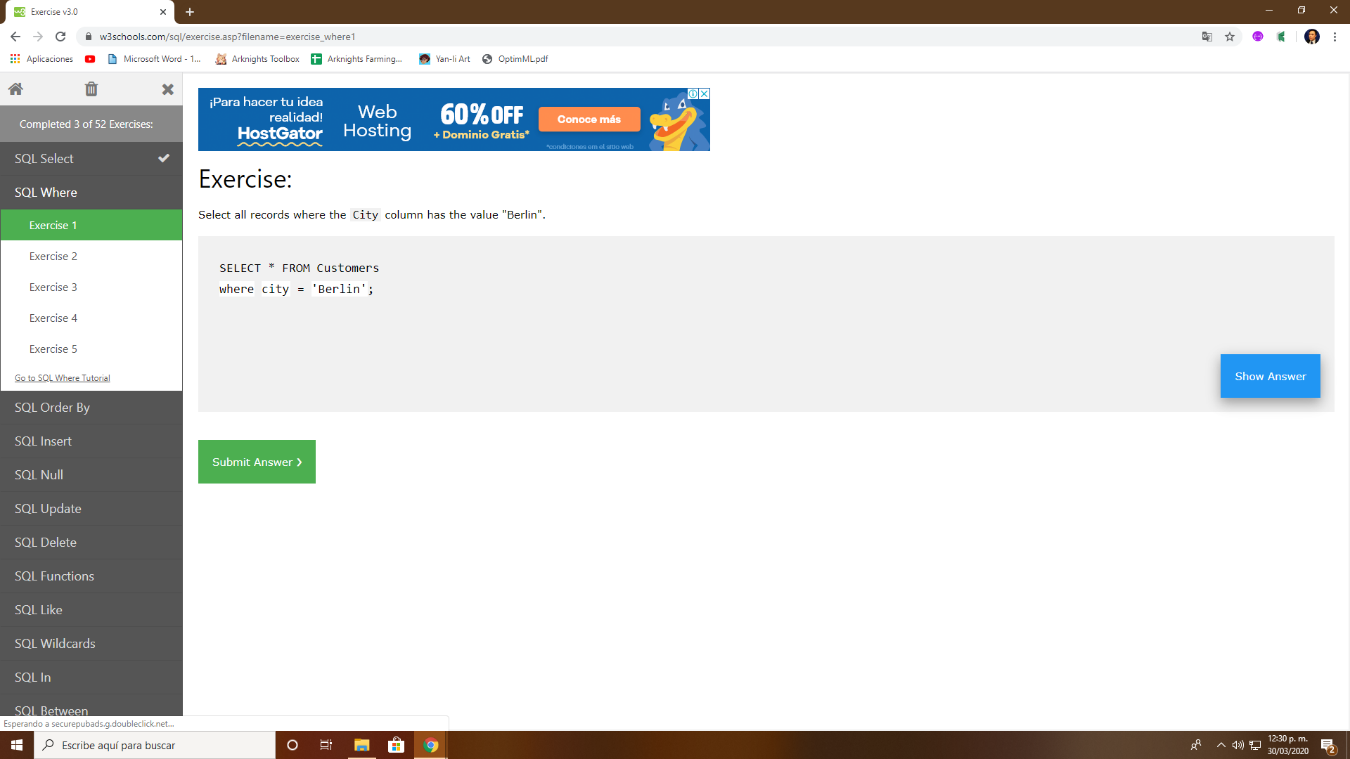 Exercise v3.0
w3schools.com/sql/exercise.asp?filename=exercise_where1
Aplicaciones
Microsoft Word - 1...
Arknights Toolbox
Arknights Farming...
Yan-li Art
OptimML.pdf
Completed 3 of 52 Exercises:
SQL Select
SQL Where
Exercise 1
Exercise 2
Exercise 3
Exercise 4
Exercise 5
Go to SQL Where Tutorial
SQL Order By
SQL Insert
SQL Null
SQL Update
SQL Delete
SQL Functions
SQL Like
SQL Wildcards
SQL In
SQL Between
¡Para hacer tu idea
realidad!
HostGator
Web
Hosting
60% OFF
+ Dominio Gratis*
Conoce más
*condiciones em el sitio web
Exercise:
Select all records where the City column has the value "Berlin".
SELECT * FROM Customers
where city = 'Berlin';
Show Answer
Submit Answer ❯
Esperando a securepubads.g.doubleclick.net...
Escribe aquí para buscar
12:30 p. m.
30/03/2020
2